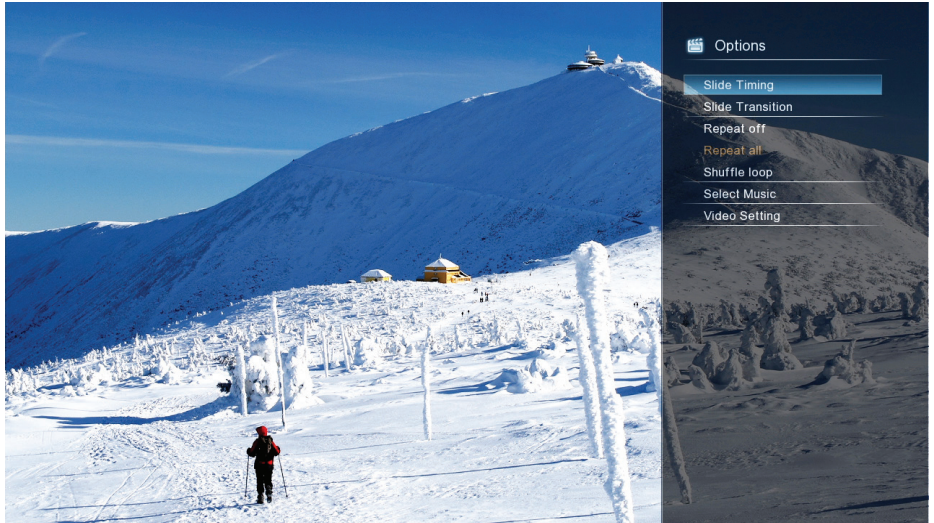 Options
Slide Timing
Slide Transition
Repeat off
Repeat all
Shuffle loop
Select Music
Video Setting